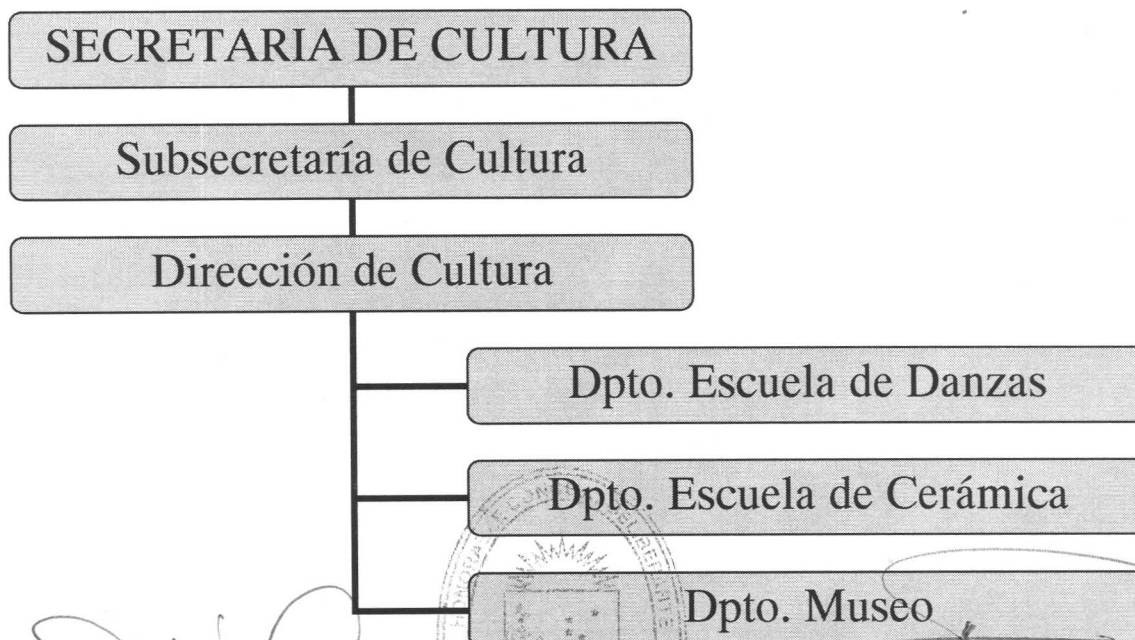 SECRETARIA DE CULTURA
Subsecretaría de Cultura
Dirección de Cultura
Dpto. Escuela de Danzas
Dpto. Escuela de Cerámica
Dpto. Museo